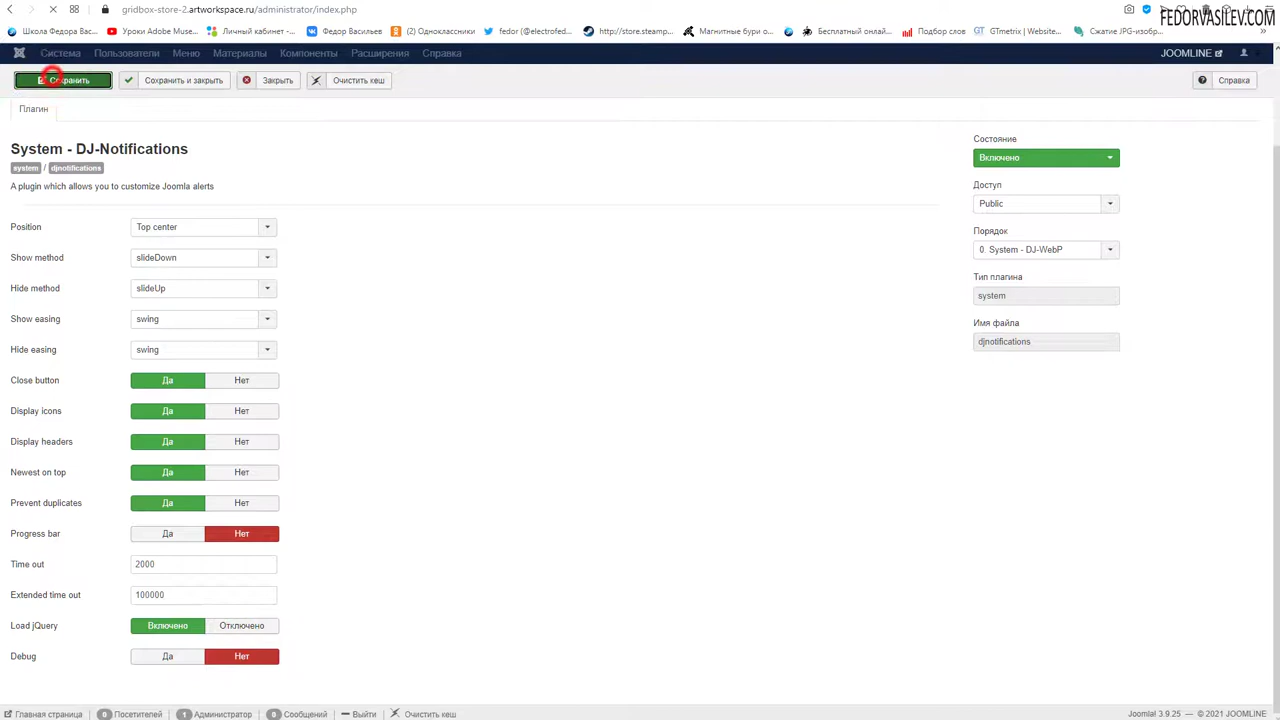 gridbox-store-2.artworkspace.ru/administrator/index.php
FEDORVASILEV.COM
Школа Федора Вас...
Уроки Adobe Muse...
Личный кабинет -...
Федор Васильев
(2) Одноклассники
fedor (@electrofed...
http://store.steamp...
Магнитные бури о...
Бесплатный онлай...
Подбор слов
GTmetrix | Website...
Сжатие JPG-изобр...
Система Пользователи Меню Материалы Компоненты Расширения Справка JOOMLINE
Сохранить Сохранить и закрыть Закрыть Очистить кеш Справка
Плагин
System - DJ-Notifications
system / djnotifications
A plugin which allows you to customize Joomla alerts
Position Top center
Show method slideDown
Hide method slideUp
Show easing swing
Hide easing swing
Close button Да Нет
Display icons Да Нет
Display headers Да Нет
Newest on top Да Нет
Prevent duplicates Да Нет
Progress bar Да Нет
Time out 2000
Extended time out 100000
Load jQuery Включено Отключено
Debug Да Нет
Состояние
Включено
Доступ
Public
Порядок
0. System - DJ-WebP
Тип плагина
system
Имя файла
djnotifications
Главная страница 0 Посетителей 1 Администратор 0 Сообщений Выйти Очистить кеш Joomla! 3.9.25 — © 2021 JOOMLINE